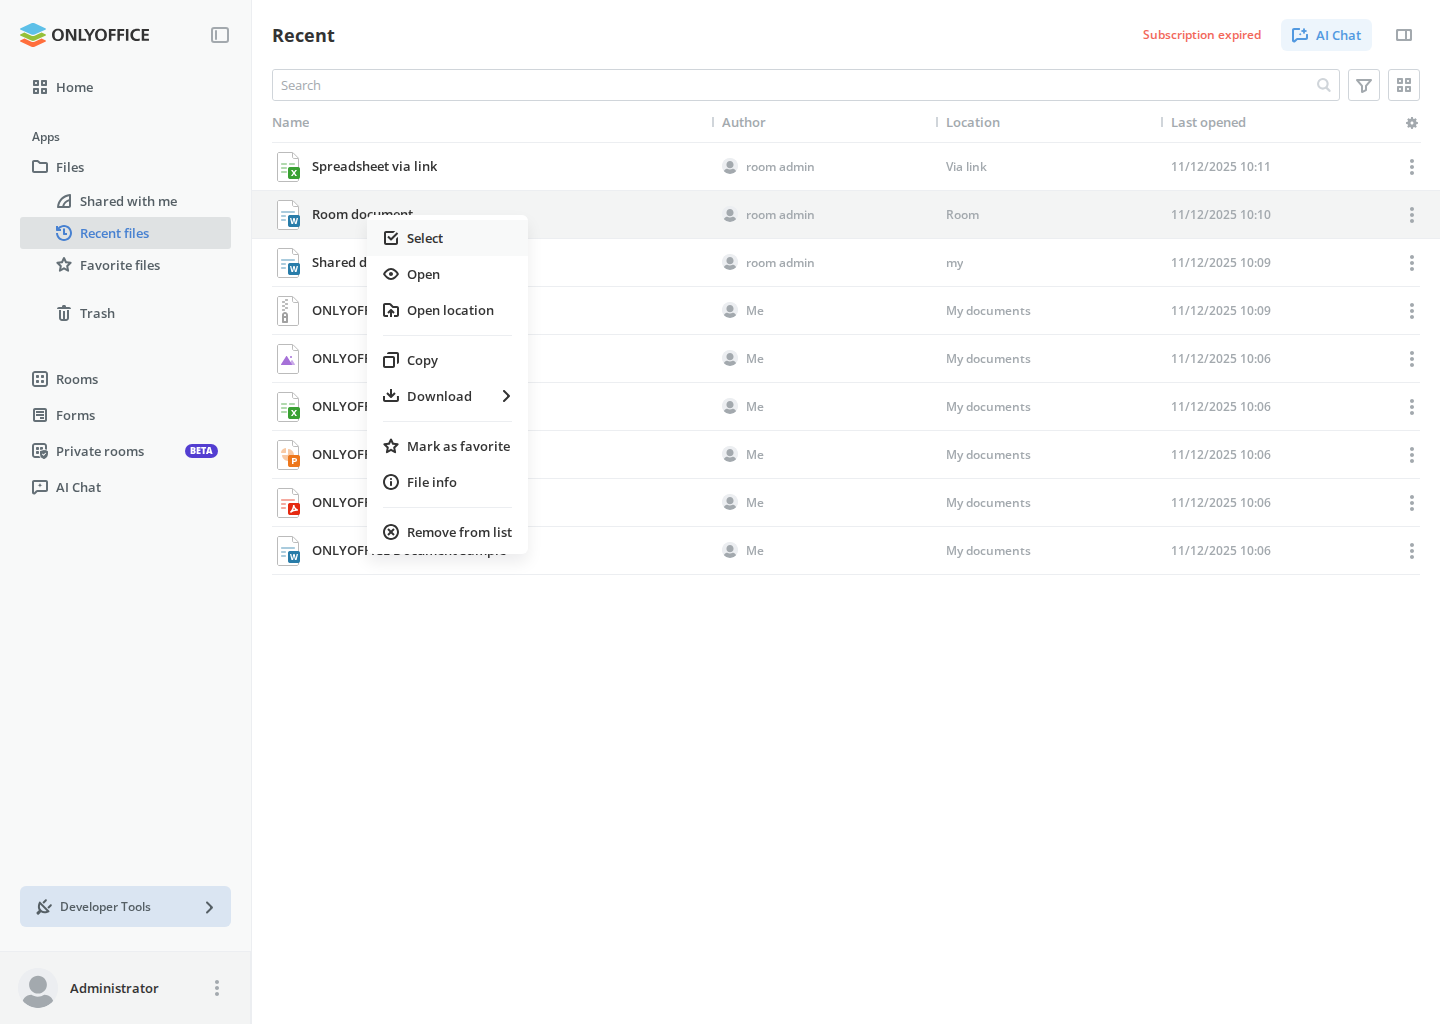 ONLYOFFICE
Home
Apps
Files
Shared with me
Recent files
Favorite files
Trash
Rooms
Forms
Private rooms BETA
AI Chat
Developer Tools
Administrator
Recent
Subscription expired
AI Chat
Search
Name Author Location Last opened
Spreadsheet via link room admin Via link 11/12/2025 10:11
Room document room admin Room 11/12/2025 10:10
Shared d room admin my 11/12/2025 10:09
ONLYOFF Me My documents 11/12/2025 10:09
ONLYOFF Me My documents 11/12/2025 10:06
ONLYOFF Me My documents 11/12/2025 10:06
ONLYOFF Me My documents 11/12/2025 10:06
ONLYOFF Me My documents 11/12/2025 10:06
ONLYOFFICE Me My documents 11/12/2025 10:06
Select
Open
Open location
Copy
Download
Mark as favorite
File info
Remove from list